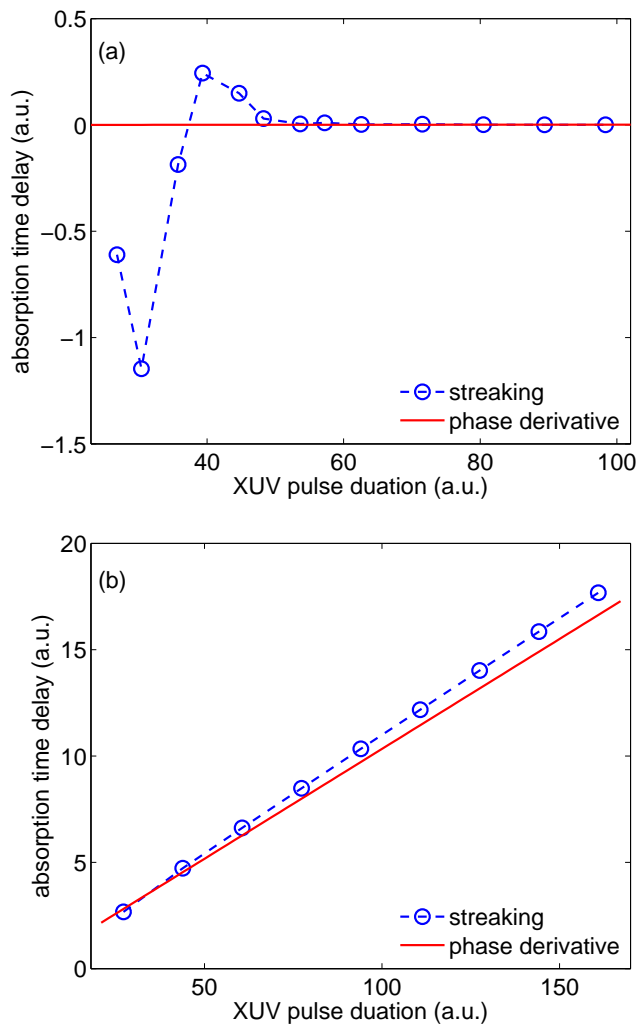 (a)
absorption time delay (a.u.)
0.5
0
−0.5
−1
−1.5
40
60
80
100
XUV pulse duation (a.u.)
streaking
phase derivative
(b)
absorption time delay (a.u.)
20
15
10
5
0
50
100
150
XUV pulse duation (a.u.)
streaking
phase derivative